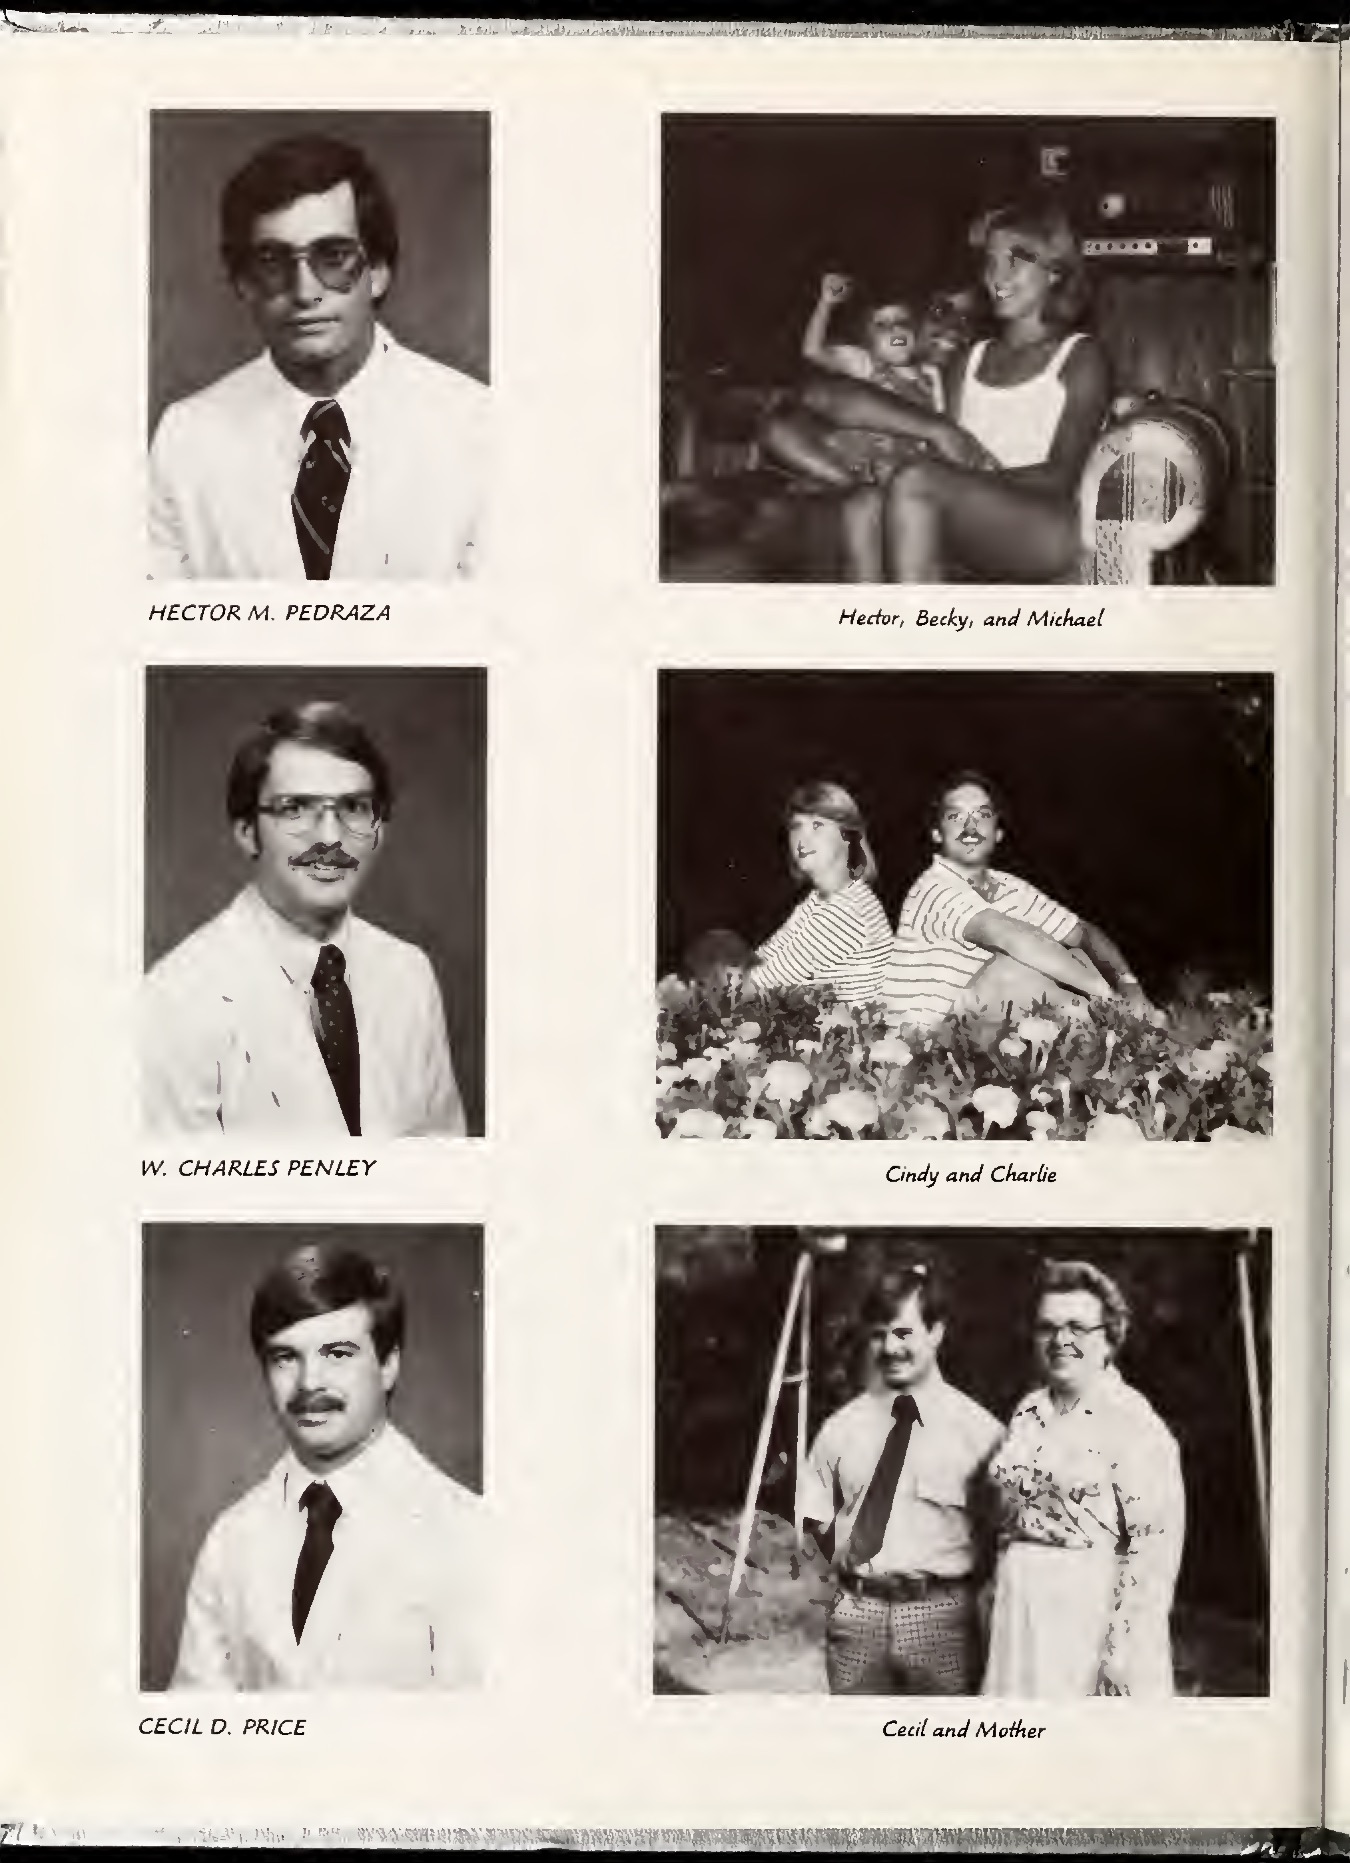 HECTOR M. PEDRAZA
Hector, Becky, and Michael
W. CHARLES PENLEY
Cindy and Charlie
CECIL D. PRICE
Cecil and Mother